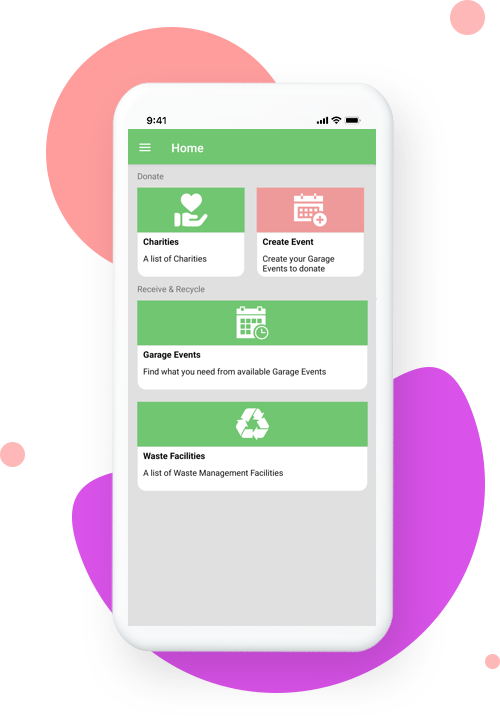 9:41
Home
Donate
Charities
A list of Charities
Create Event
Create your Garage
Events to donate
Receive & Recycle
Garage Events
Find what you need from available Garage Events
Waste Facilities
A list of Waste Management Facilities